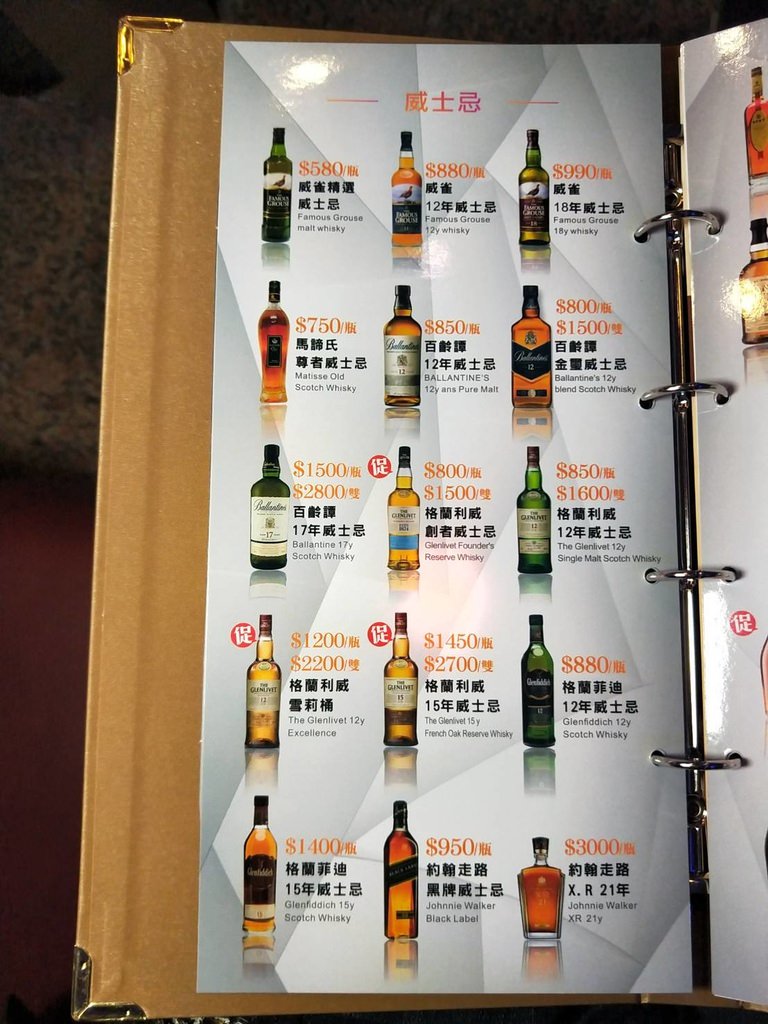 威士忌
$580/瓶
威雀精選
威士忌
Famous Grouse
malt whisky
$880/瓶
威雀
12年威士忌
Famous Grouse
12y whisky
$990/瓶
威雀
18年威士忌
Famous Grouse
18y whisky
$750/瓶
馬諦氏
尊者威士忌
Matisse Old
Scotch Whisky
$850/瓶
百齡譚
12年威士忌
BALLANTINE'S
12y ans Pure Malt
$800/瓶
$1500/雙
百齡譚
金璽威士忌
Ballantine's 12y
blend Scotch Whisky
$1500/瓶
$2800/雙
百齡譚
17年威士忌
Ballantine 17y
Scotch Whisky
促
$800/瓶
$1500/雙
格蘭利威
創者威士忌
Glenlivet Founder's
Reserve Whisky
$850/瓶
$1600/雙
格蘭利威
12年威士忌
The Glenlivet 12y
Single Malt Scotch Whisky
促
$1200/瓶
$2200/雙
格蘭利威
雪莉桶
The Glenlivet 12y
Excellence
促
$1450/瓶
$2700/雙
格蘭利威
15年威士忌
The Glenlivet 15 y
French Oak Reserve Whisky
$880/瓶
格蘭菲迪
12年威士忌
Glenfiddich 12y
Scotch Whisky
促
$1400/瓶
格蘭菲迪
15年威士忌
Glenfiddich 15y
Scotch Whisky
$950/瓶
約翰走路
黑牌威士忌
Johnnie Walker
Black Label
$3000/瓶
約翰走路
X.R 21年
Johnnie Walker
XR 21y